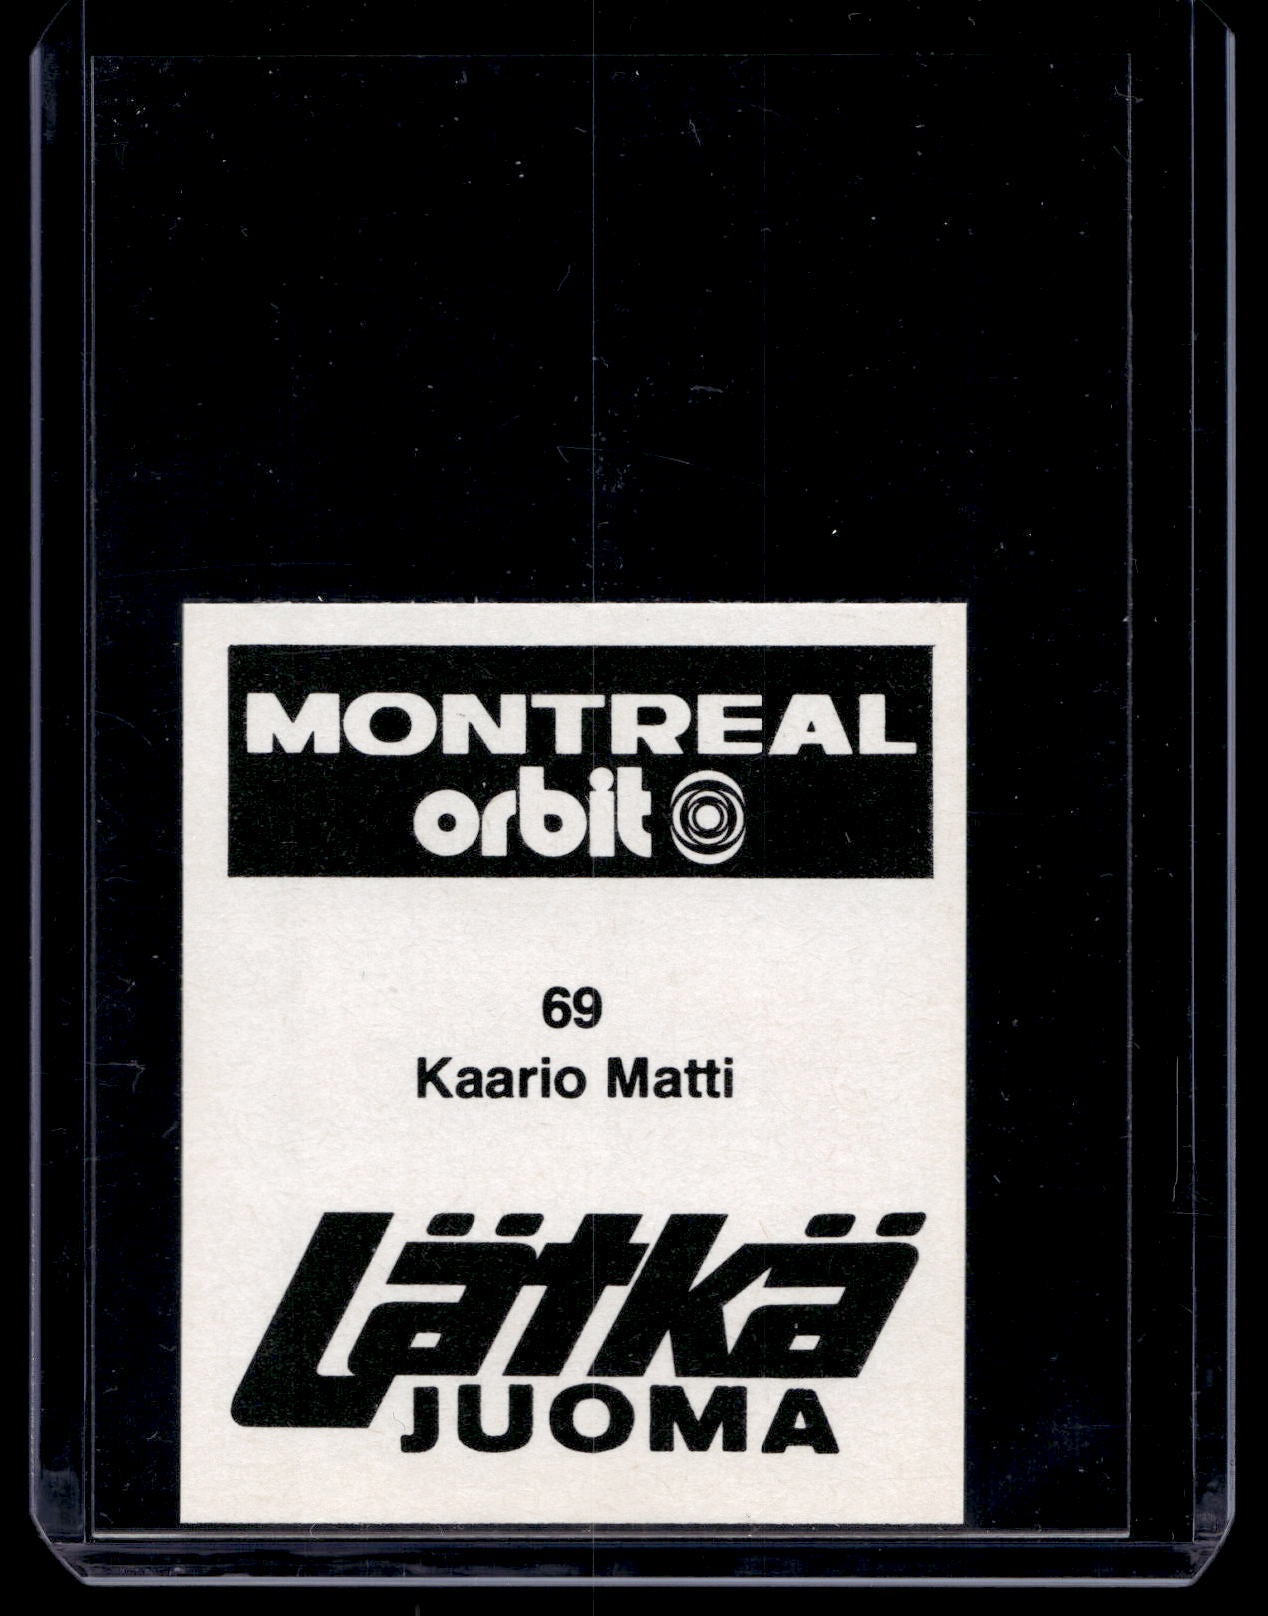 MONTREAL
orbit
69
Kaario Matti
Lätkä
JUOMA